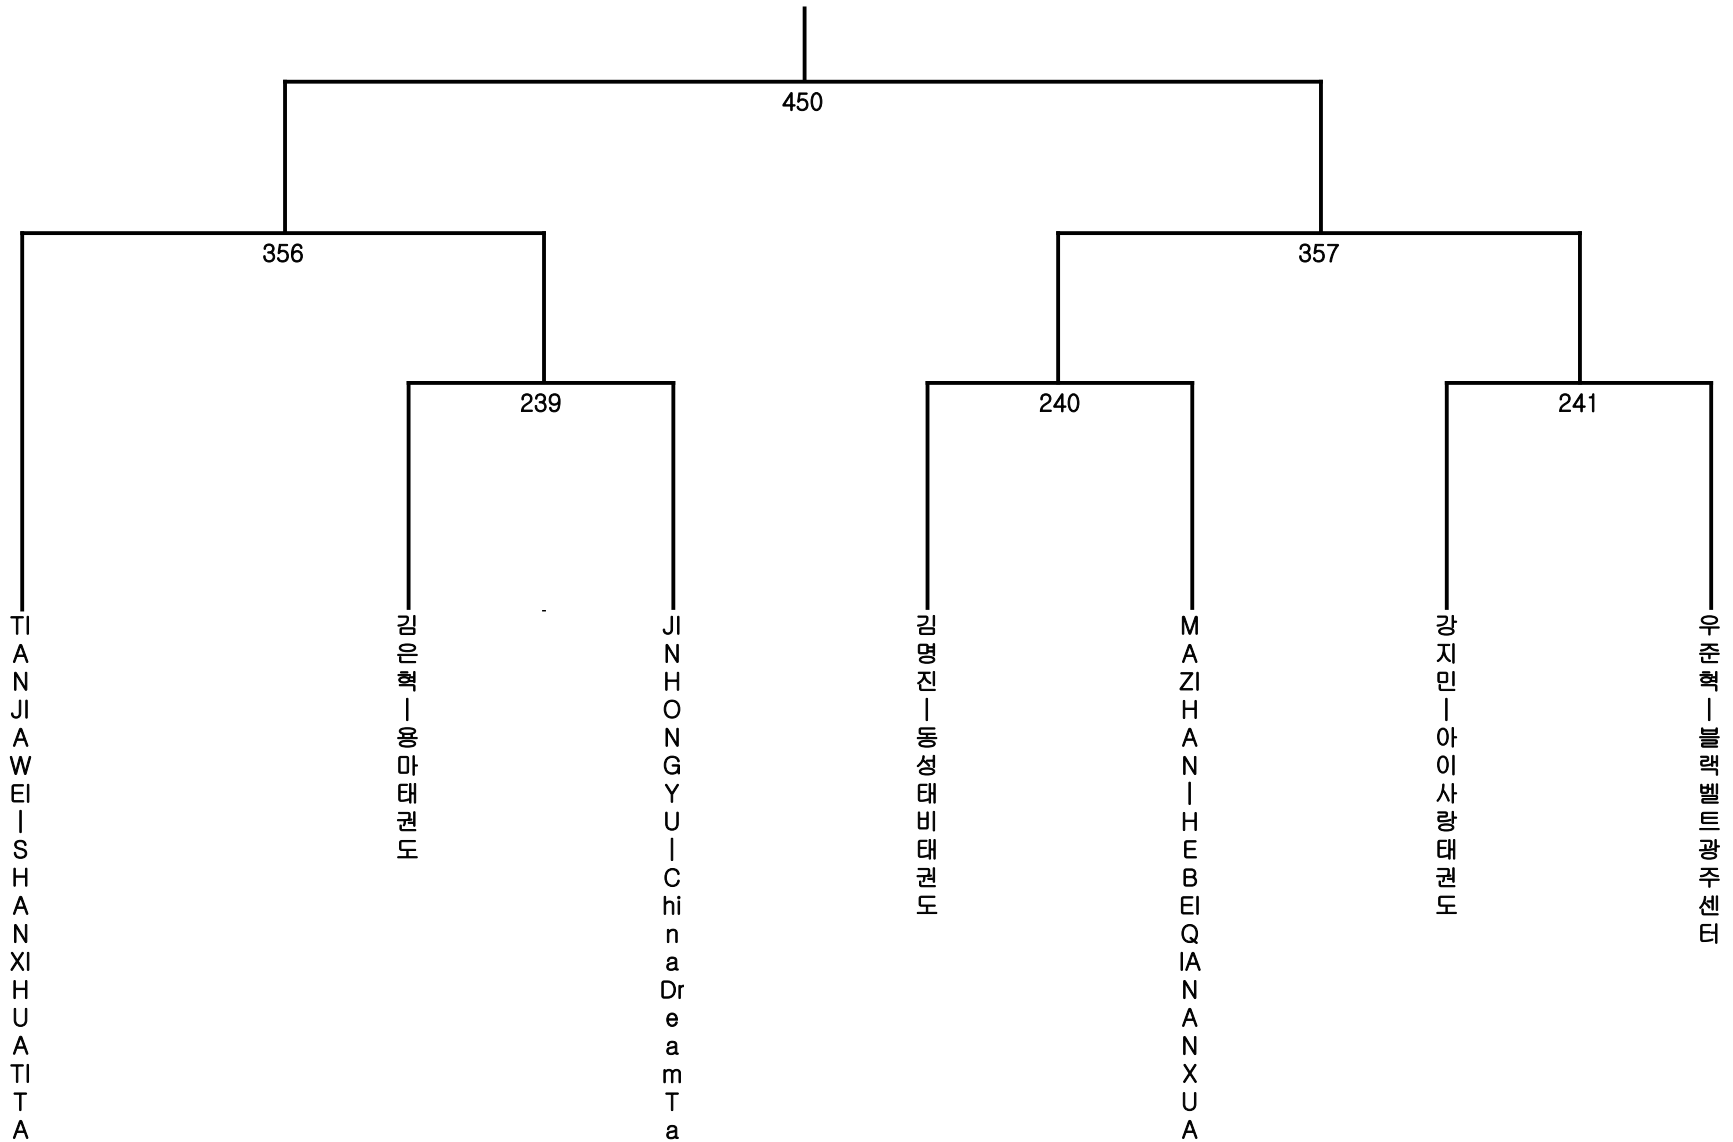 450
356
357
239
240
241
TIANJIAWEI|SHANXIHUATITA
김은혁|용마태권도
-
JINHONGYU|ChinaDreamTa
김명진|동성태비태권도
MAZIHAN|HEBEIQIANANXUA
강지민|아이사랑태권도
우준혁|블랙벨트광주센터